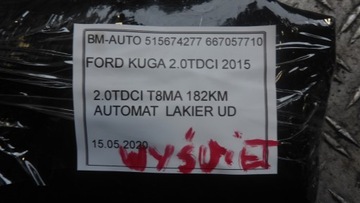 BM-AUTO 515674277 667057710
FORD KUGA 2.0TDCI 2015
2.0TDCI T8MA 182KM
AUTOMAT LAKIER UD
15.05.2020
WYŚWIET